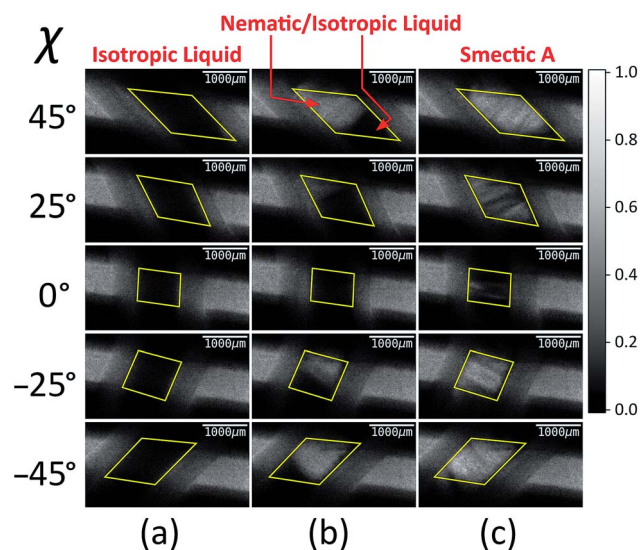 Nematic/Isotropic Liquid
χ Isotropic Liquid Smectic A
45° 1000μm 1000μm 1000μm 1.0
25° 1000μm 1000μm 1000μm 0.8
0° 1000μm 1000μm 1000μm 0.6
−25° 1000μm 1000μm 1000μm 0.4
0.2
−45° 1000μm 1000μm 1000μm 0.0
(a) (b) (c)